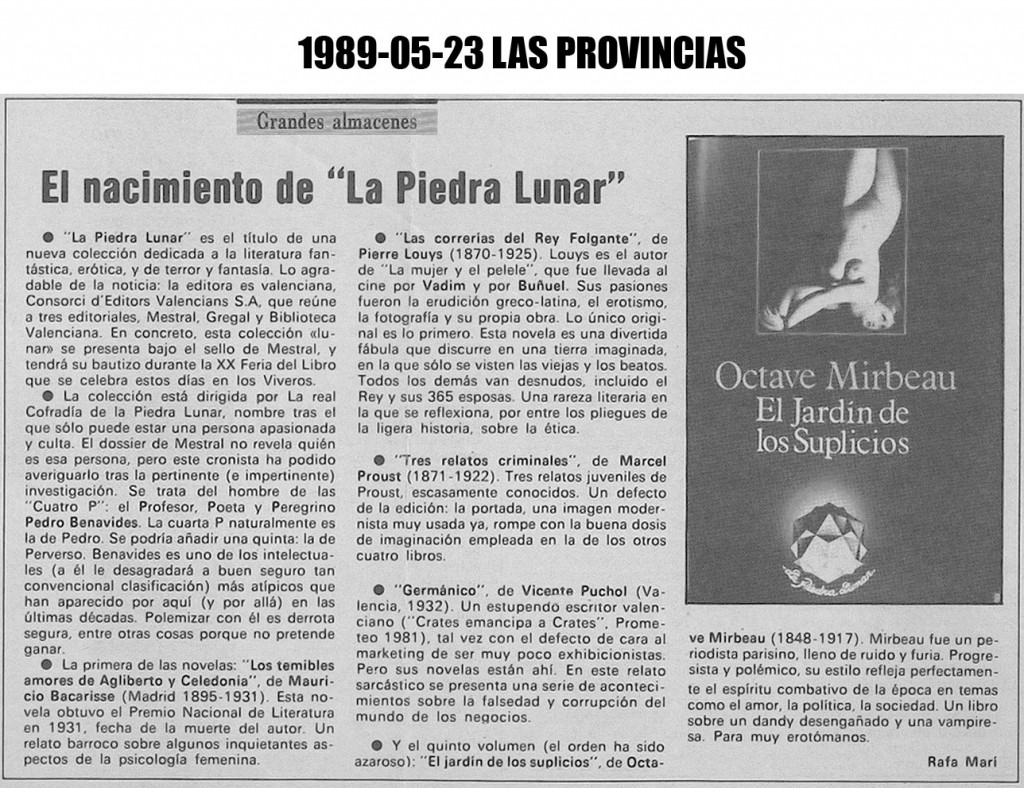 1989-05-23 LAS PROVINCIAS
Grandes almacenes
El nacimiento de "La Piedra Lunar"
● "La Piedra Lunar" es el título de una
nueva colección dedicada a la literatura fan-
tástica, erótica, y de terror y fantasía. Lo agra-
dable de la noticia: la editora es valenciana,
Consorci d'Editors Valencians S.A, que reúne
a tres editoriales, Mestral, Gregal y Biblioteca
Valenciana. En concreto, esta colección «lu-
nar» se presenta bajo el sello de Mestral, y
tendrá su bautizo durante la XX Feria del Libro
que se celebra estos días en los Viveros.
● La colección está dirigida por La real
Cofradía de la Piedra Lunar, nombre tras el
que sólo puede estar una persona apasionada
y culta. El dossier de Mestral no revela quién
es esa persona, pero este cronista ha podido
averiguarlo tras la pertinente (e impertinente)
investigación. Se trata del hombre de las
"Cuatro P": el Profesor, Poeta y Peregrino
Pedro Benavides. La cuarta P naturalmente es
la de Pedro. Se podría añadir una quinta: la de
Perverso. Benavides es uno de los intelectua-
les (a él le desagradará a buen seguro tan
convencional clasificación) más atípicos que
han aparecido por aquí (y por allá) en las
últimas décadas. Polemizar con él es derrota
segura, entre otras cosas porque no pretende
ganar.
● La primera de las novelas: "Los temibles
amores de Agliberto y Celedonia", de Mauri-
cio Bacarisse (Madrid 1895-1931). Esta no-
vela obtuvo el Premio Nacional de Literatura
en 1931, fecha de la muerte del autor. Un
relato barroco sobre algunos inquietantes as-
pectos de la psicología femenina.
● "Las correrías del Rey Folgante", de
Pierre Louys (1870-1925). Louys es el autor
de "La mujer y el pelele", que fue llevada al
cine por Vadim y por Buñuel. Sus pasiones
fueron la erudición greco-latina, el erotismo,
la fotografía y su propia obra. Lo único origi-
nal es lo primero. Esta novela es una divertida
fábula que discurre en una tierra imaginada,
en la que sólo se visten las viejas y los beatos.
Todos los demás van desnudos, incluido el
Rey y sus 365 esposas. Una rareza literaria en
la que se reflexiona, por entre los pliegues de
la ligera historia, sobre la ética.
● "Tres relatos criminales", de Marcel
Proust (1871-1922). Tres relatos juveniles de
Proust, escasamente conocidos. Un defecto
de la edición: la portada, una imagen moder-
nista muy usada ya, rompe con la buena dosis
de imaginación empleada en la de los otros
cuatro libros.
● "Germánico", de Vicente Puchol (Va-
lencia, 1932). Un estupendo escritor valen-
ciano ("Crates emancipa a Crates", Prome-
teo 1981), tal vez con el defecto de cara al
marketing de ser muy poco exhibicionistas.
Pero sus novelas están ahí. En este relato
sarcástico se presenta una serie de aconteci-
mientos sobre la falsedad y corrupción del
mundo de los negocios.
● Y el quinto volumen (el orden ha sido
azaroso): "El jardín de los suplicios", de Octa-
Octave Mirbeau
El Jardín de
los Suplicios
La Piedra Lunar
ve Mirbeau (1848-1917). Mirbeau fue un pe-
riodista parisino, lleno de ruido y furia. Progre-
sista y polémico, su estilo refleja perfectamen-
te el espíritu combativo de la época en temas
como el amor, la política, la sociedad. Un libro
sobre un dandy desengañado y una vampire-
sa. Para muy erotómanos.
Rafa Marí